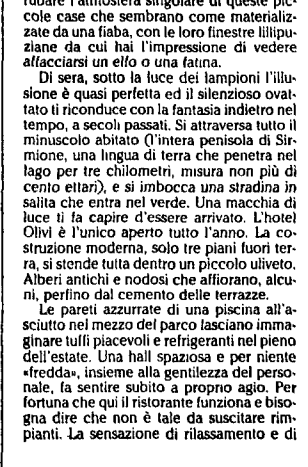 rubare l'atmosfera singolare di queste pic-
cole case che sembrano come materializ-
zate da una fiaba, con le loro finestre lillipu-
ziane da cui hai l'impressione di vedere
affacciarsi un elfo o una fatina.
Di sera, sotto la luce dei lampioni l'illu-
sione è quasi perfetta ed il silenzioso ovat-
tato ti riconduce con la fantasia indietro nel
tempo, a secoli passati. Si attraversa tutto il
minuscolo abitato (l'intera penisola di Sir-
mione, una lingua di terra che penetra nel
lago per tre chilometri, misura non più di
cento ettari), e si imbocca una stradina in
salita che entra nel verde. Una macchia di
luce ti fa capire d'essere arrivato. L'hotel
Olivi è l'unico aperto tutto l'anno. La co-
struzione moderna, solo tre piani fuori ter-
ra, si stende tutta dentro un piccolo uliveto.
Alberi antichi e nodosi che affiorano, alcu-
ni, perfino dal cemento delle terrazze.
Le pareti azzurrate di una piscina all'a-
sciutto nel mezzo del parco lasciano imma-
ginare tuffi piacevoli e refrigeranti nel pieno
dell'estate. Una hall spaziosa e per niente
«fredda», insieme alla gentilezza del perso-
nale, fa sentire subito a proprio agio. Per
fortuna che qui il ristorante funziona e biso-
gna dire che non è tale da suscitare rim-
pianti. La sensazione di rilassamento e di